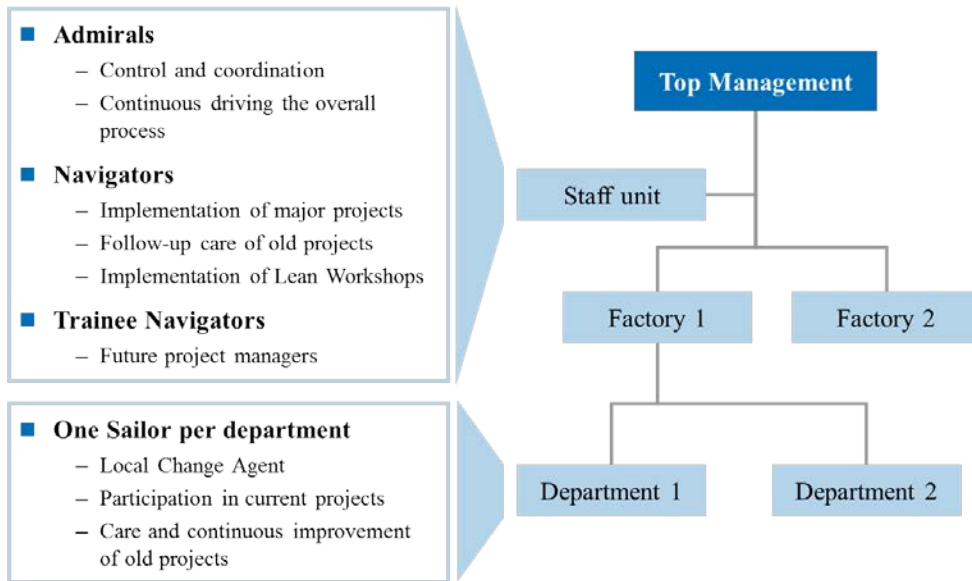 ■ Admirals
– Control and coordination
– Continuous driving the overall
process
■ Navigators
– Implementation of major projects
– Follow-up care of old projects
– Implementation of Lean Workshops
■ Trainee Navigators
– Future project managers
■ One Sailor per department
– Local Change Agent
– Participation in current projects
– Care and continuous improvement
of old projects
Top Management
Staff unit
Factory 1
Factory 2
Department 1
Department 2